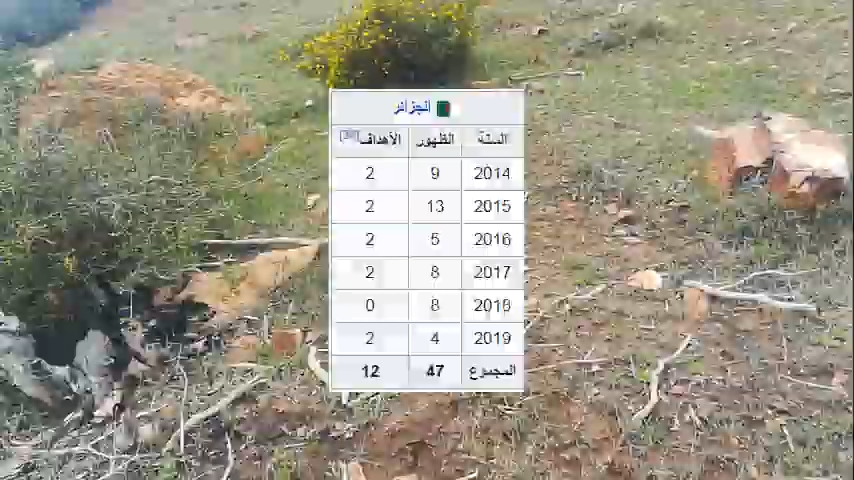 الجزائر
السنة الظهور الأهداف
2014 9 2
2015 13 2
2016 5 2
2017 8 2
2018 8 0
2019 4 2
المجموع 47 12